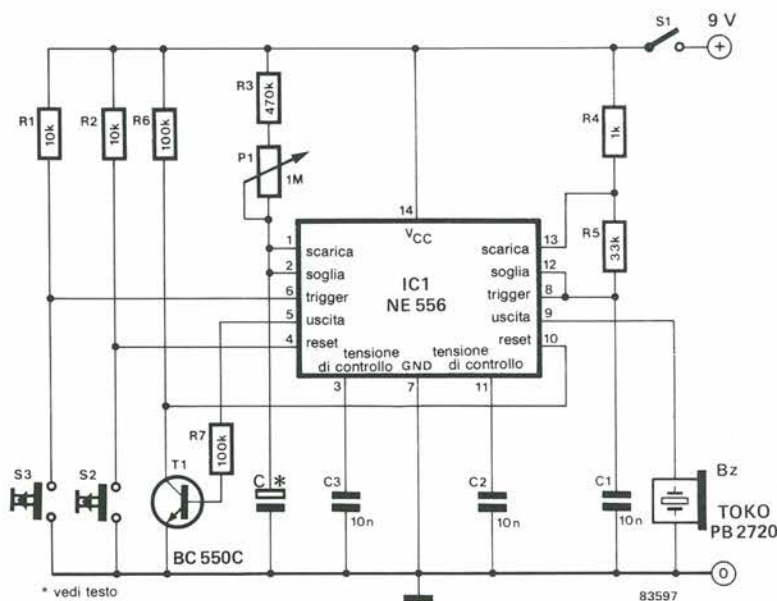 S1
9 V
+
R1
10k
R2
10k
R6
100k
R3
470k
P1
1M
R4
1k
R5
33k
14
VCC
1
scarica
2
soglia
6
trigger
5
uscita
4
reset
IC1
NE 556
13
scarica
12
soglia
8
trigger
9
uscita
10
reset
tensione
di controllo
GND
tensione
di controllo
3
7
11
R7
100k
S3
S2
T1
BC 550C
C *
C3
10n
C2
10n
C1
10n
Bz
TOKO
PB 2720
0
* vedi testo
83597